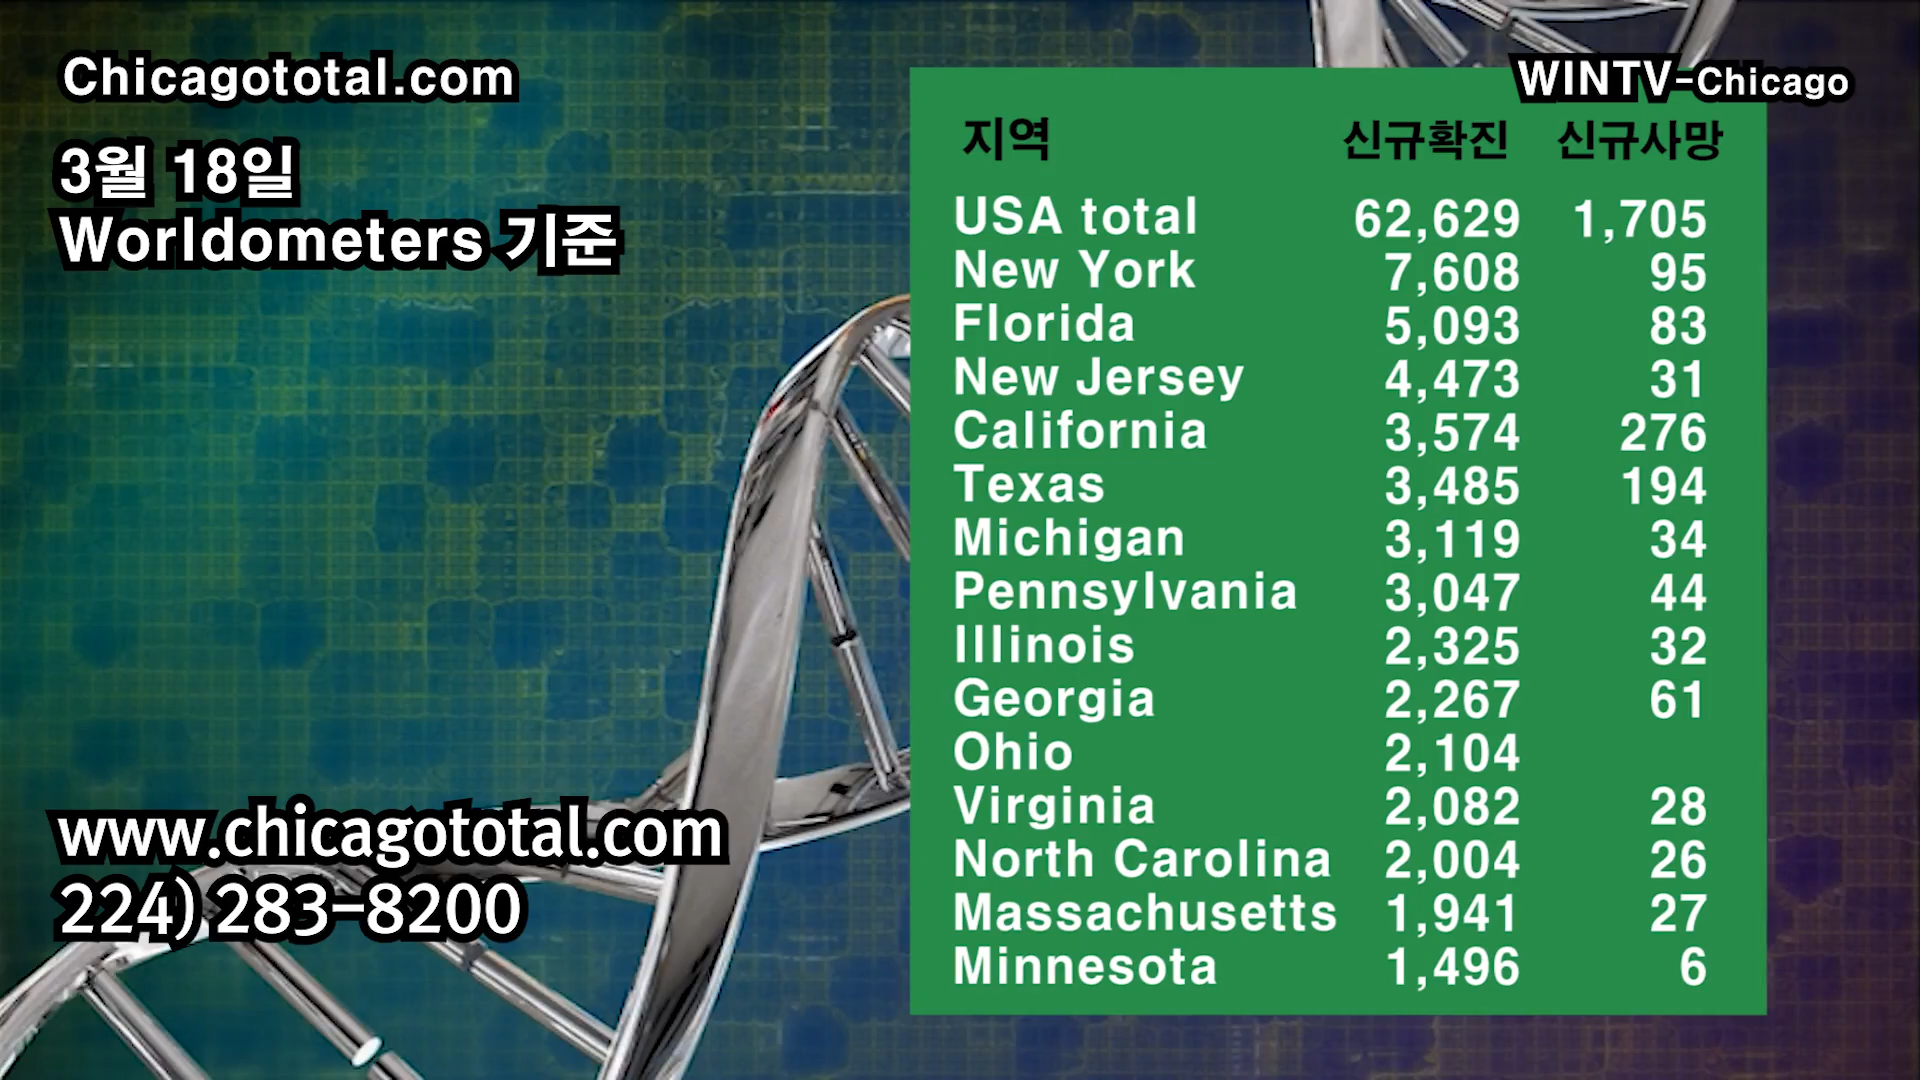 Chicagototal.com
WINTV-Chicago
3월 18일
Worldometers 기준
지역 신규확진 신규사망
USA total 62,629 1,705
New York 7,608 95
Florida 5,093 83
New Jersey 4,473 31
California 3,574 276
Texas 3,485 194
Michigan 3,119 34
Pennsylvania 3,047 44
Illinois 2,325 32
Georgia 2,267 61
Ohio 2,104
Virginia 2,082 28
North Carolina 2,004 26
Massachusetts 1,941 27
Minnesota 1,496 6
www.chicagototal.com
224) 283-8200